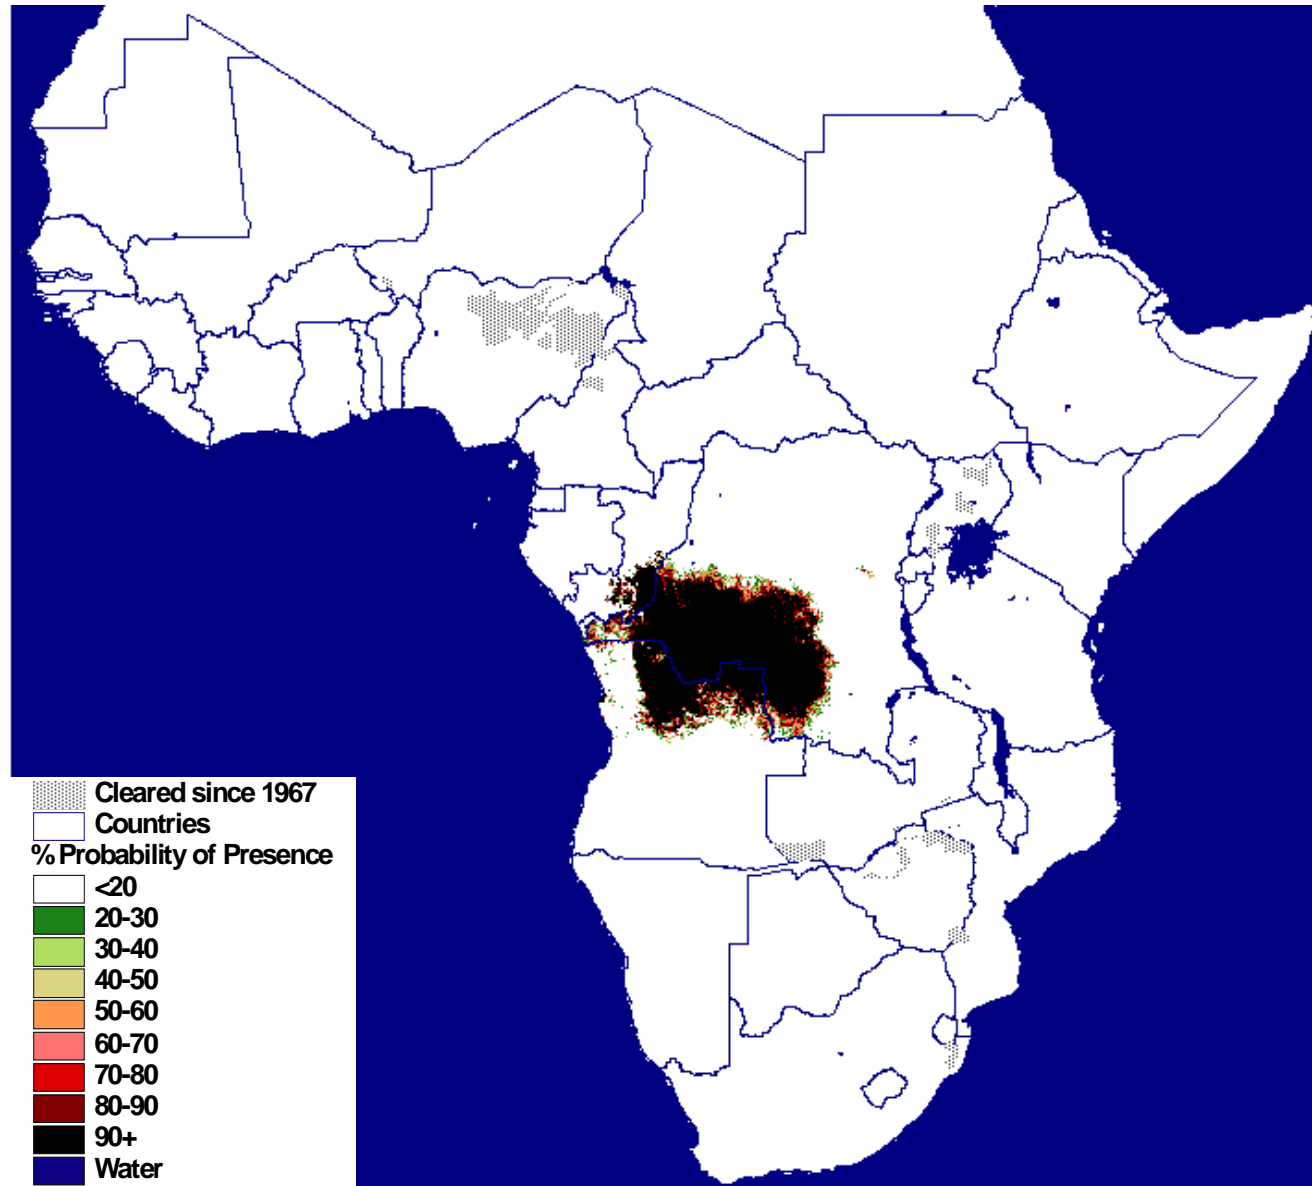 Cleared since 1967
Countries
% Probability of Presence
<20
20-30
30-40
40-50
50-60
60-70
70-80
80-90
90+
Water